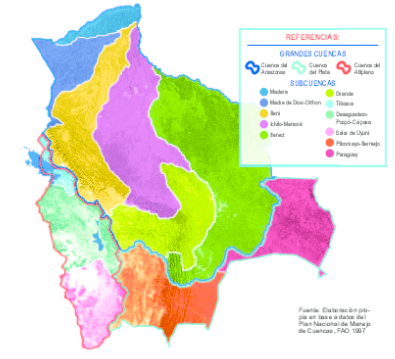 REFERENCIAS:
GRANDES CUENCAS
Cuenca del Amazonas
Cuenca del Plata
Cuenca del Altiplano
SUBCUENCAS
Madera
Madre de Dios-Orthon
Beni
Ichilo-Mamoré
Itenez
Grande
Titicaca
Desaguadero-
Poopó-Coipasa
Salar de Uyuni
Pilcomayo-Bermejo
Paraguay
Fuente: Elaboración pro-
pia en base a datos del
Plan Nacional de Manejo
de Cuencas, FAO 1997